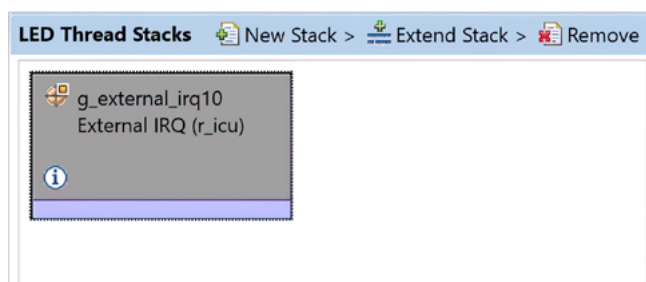 LED Thread Stacks New Stack > Extend Stack > Remove
g_external_irq10
External IRQ (r_icu)